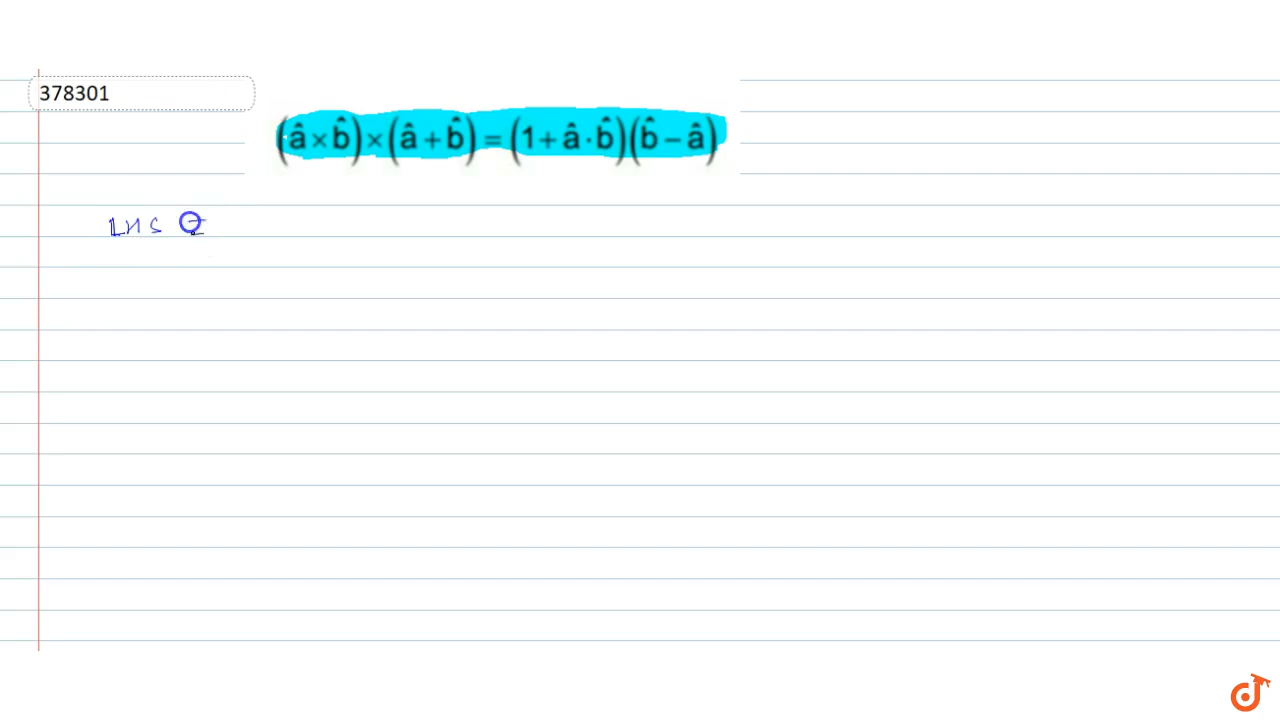 378301
(â × b̂) × (â + b̂) = (1 + â · b̂)(b̂ − â)
LHS